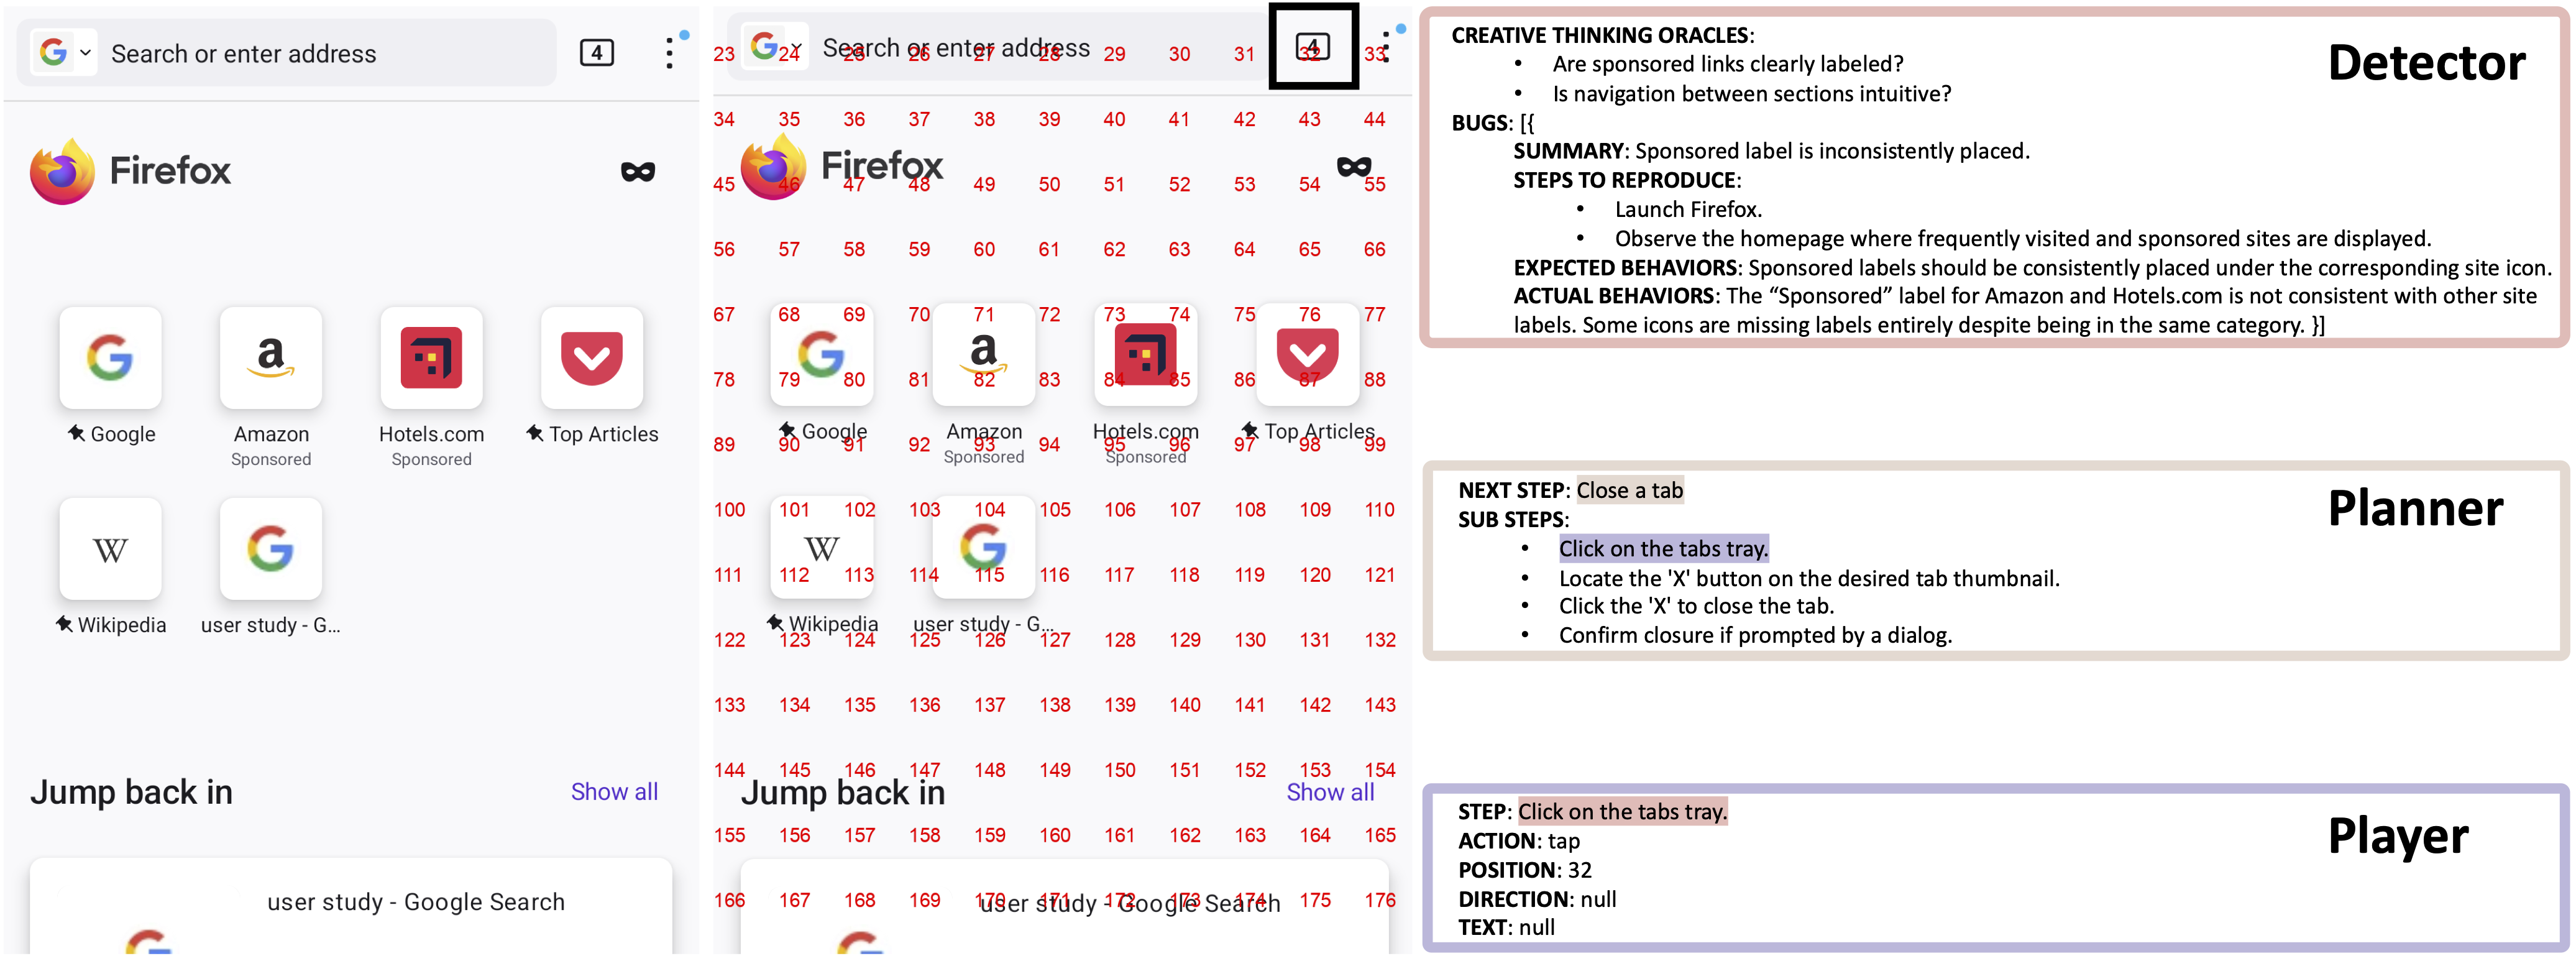 Search or enter address
4
Firefox
Google
Amazon
Hotels.com
Top Articles
Sponsored
Sponsored
W
Wikipedia
user study - G...
Jump back in
Show all
user study - Google Search
Search or enter address
4
23 24 25 26 27 28 29 30 31 32 33
34 35 36 37 38 39 40 41 42 43 44
Firefox
45 46 47 48 49 50 51 52 53 54 55
56 57 58 59 60 61 62 63 64 65 66
67 68 69 70 71 72 73 74 75 76 77
78 79 80 81 82 83 84 85 86 87 88
Google
Amazon
Hotels.com
Top Articles
89 90 91 92 93 94 95 96 97 98 99
Sponsored
Sponsored
100 101 102 103 104 105 106 107 108 109 110
W
111 112 113 114 115 116 117 118 119 120 121
Wikipedia
user study - G...
122 123 124 125 126 127 128 129 130 131 132
133 134 135 136 137 138 139 140 141 142 143
144 145 146 147 148 149 150 151 152 153 154
Jump back in
Show all
155 156 157 158 159 160 161 162 163 164 165
166 167 168 169 170 171 172 173 174 175 176
user study - Google Search
Detector
CREATIVE THINKING ORACLES:
• Are sponsored links clearly labeled?
• Is navigation between sections intuitive?
BUGS: [{
SUMMARY: Sponsored label is inconsistently placed.
STEPS TO REPRODUCE:
• Launch Firefox.
• Observe the homepage where frequently visited and sponsored sites are displayed.
EXPECTED BEHAVIORS: Sponsored labels should be consistently placed under the corresponding site icon.
ACTUAL BEHAVIORS: The “Sponsored” label for Amazon and Hotels.com is not consistent with other site
labels. Some icons are missing labels entirely despite being in the same category. }]
Planner
NEXT STEP: Close a tab
SUB STEPS:
• Click on the tabs tray.
• Locate the 'X' button on the desired tab thumbnail.
• Click the 'X' to close the tab.
• Confirm closure if prompted by a dialog.
Player
STEP: Click on the tabs tray.
ACTION: tap
POSITION: 32
DIRECTION: null
TEXT: null